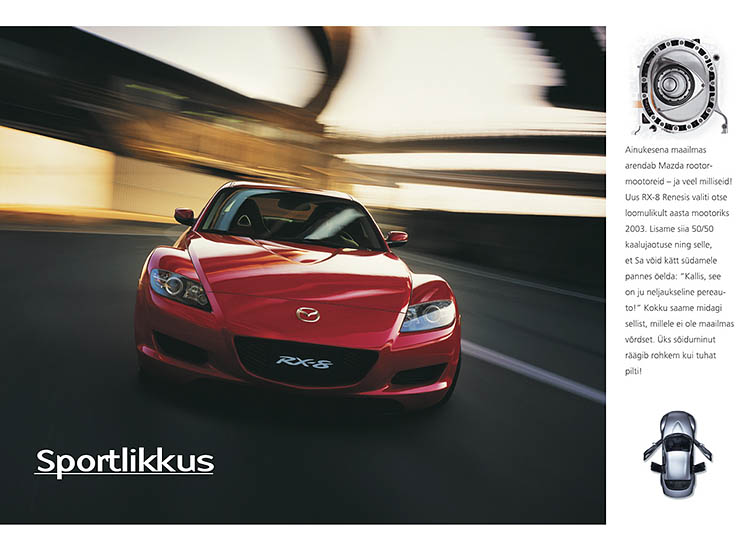 Ainukesena maailmas
arendab Mazda rootor-
mootoreid – ja veel milliseid!
Uus RX-8 Renesis valiti otse
loomulikult aasta mootoriks
2003. Lisame siia 50/50
kaalujaotuse ning selle,
et Sa võid kätt südamele
pannes öelda: “Kallis, see
on ju neljaukseline pereau-
to!” Kokku saame midagi
sellist, millele ei ole maailmas
võrdset. Üks sõiduminut
räägib rohkem kui tuhat
pilti!
RX-8
Sportlikkus